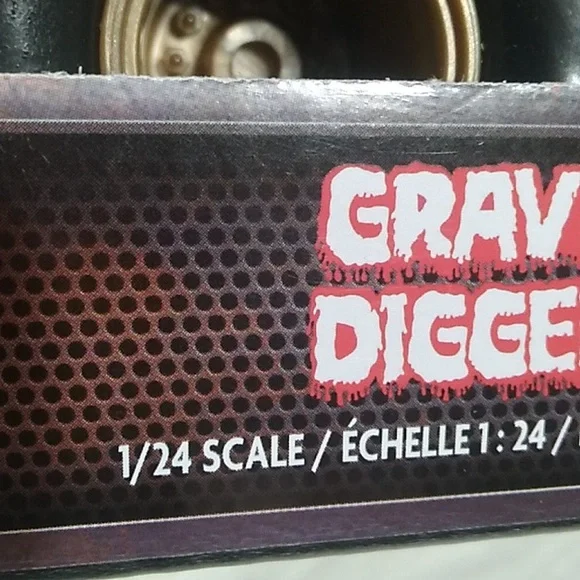 GRAV
DIGGE
1/24 SCALE / ÉCHELLE 1 : 24 /